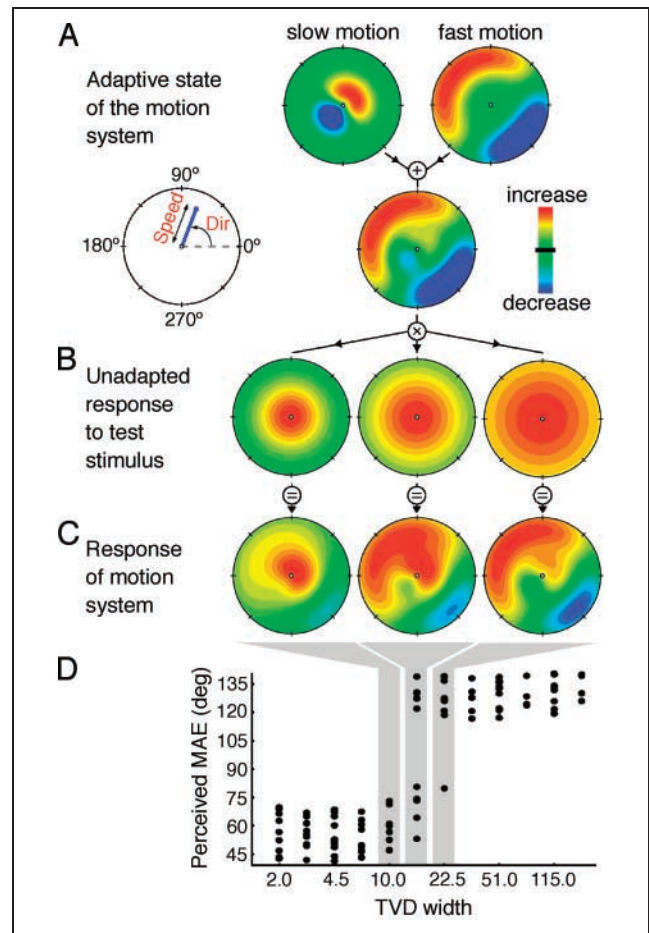 A
slow motion fast motion
Adaptive state
of the motion
system
90º
Speed
Dir
180º
0º
270º
+
increase
decrease
×
B
Unadapted
response
to test
stimulus
= = =
C
Response
of motion
system
D
Perceived MAE (deg)
135
120
105
90
75
60
45
2.0 4.5 10.0 22.5 51.0 115.0
TVD width